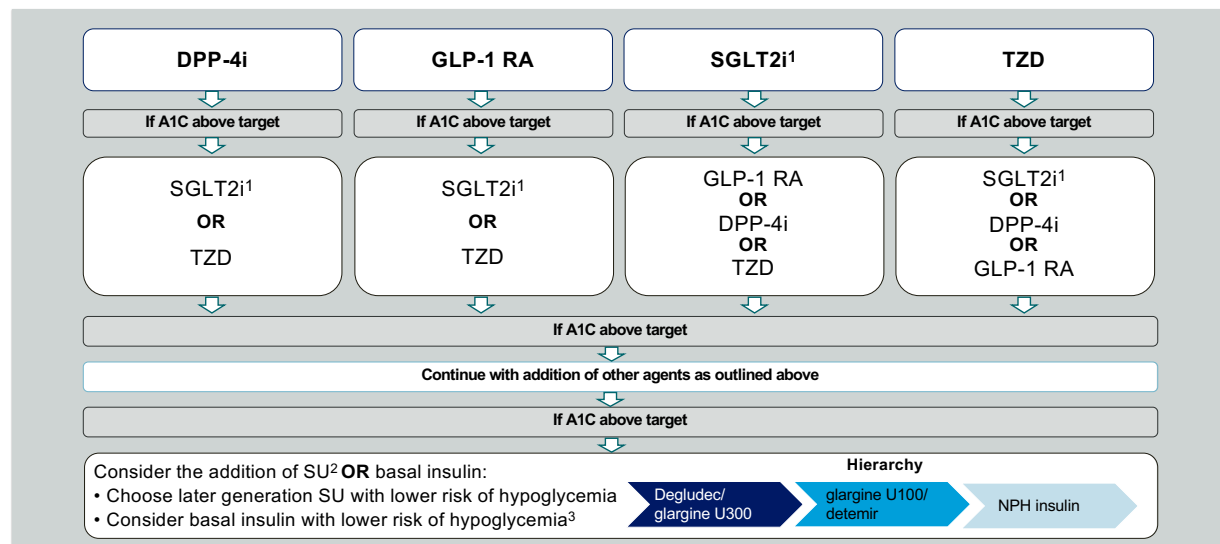 DPP-4i
GLP-1 RA
SGLT2i¹
TZD
If A1C above target
If A1C above target
If A1C above target
If A1C above target
SGLT2i¹
OR
TZD
SGLT2i¹
OR
TZD
GLP-1 RA
OR
DPP-4i
OR
TZD
SGLT2i¹
OR
DPP-4i
OR
GLP-1 RA
If A1C above target
Continue with addition of other agents as outlined above
If A1C above target
Consider the addition of SU² OR basal insulin:
• Choose later generation SU with lower risk of hypoglycemia
• Consider basal insulin with lower risk of hypoglycemia³
Hierarchy
Degludec/
glargine U300
glargine U100/
detemir
NPH insulin